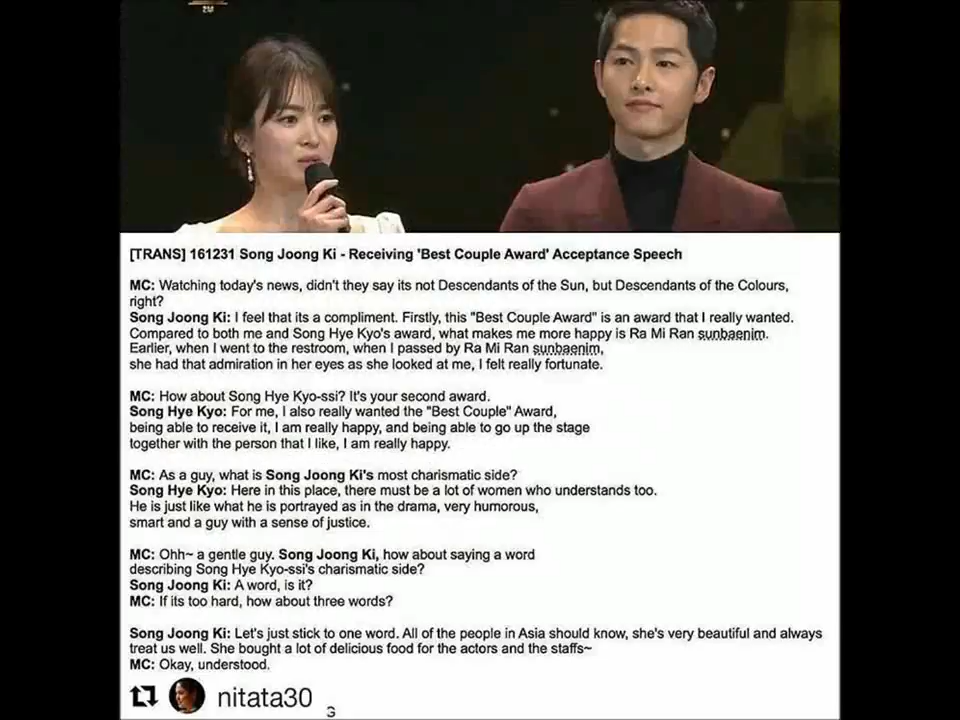 [TRANS] 161231 Song Joong Ki - Receiving 'Best Couple Award' Acceptance Speech
MC: Watching today's news, didn't they say its not Descendants of the Sun, but Descendants of the Colours,
right?
Song Joong Ki: I feel that its a compliment. Firstly, this "Best Couple Award" is an award that I really wanted.
Compared to both me and Song Hye Kyo's award, what makes me more happy is Ra Mi Ran sunbaenim.
Earlier, when I went to the restroom, when I passed by Ra Mi Ran sunbaenim,
she had that admiration in her eyes as she looked at me, I felt really fortunate.
MC: How about Song Hye Kyo-ssi? It's your second award.
Song Hye Kyo: For me, I also really wanted the "Best Couple" Award,
being able to receive it, I am really happy, and being able to go up the stage
together with the person that I like, I am really happy.
MC: As a guy, what is Song Joong Ki's most charismatic side?
Song Hye Kyo: Here in this place, there must be a lot of women who understands too.
He is just like what he is portrayed as in the drama, very humorous,
smart and a guy with a sense of justice.
MC: Ohh~ a gentle guy. Song Joong Ki, how about saying a word
describing Song Hye Kyo-ssi's charismatic side?
Song Joong Ki: A word, is it?
MC: If its too hard, how about three words?
Song Joong Ki: Let's just stick to one word. All of the people in Asia should know, she's very beautiful and always
treat us well. She bought a lot of delicious food for the actors and the staffs~
MC: Okay, understood.
nitata30
G